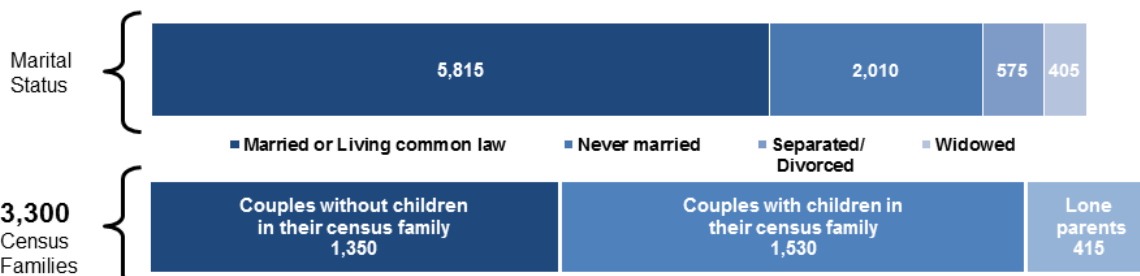 Marital
Status
5,815
2,010
575
405
Married or Living common law
Never married
Separated/
Divorced
Widowed
3,300
Census
Families
Couples without children
in their census family
1,350
Couples with children in
their census family
1,530
Lone
parents
415